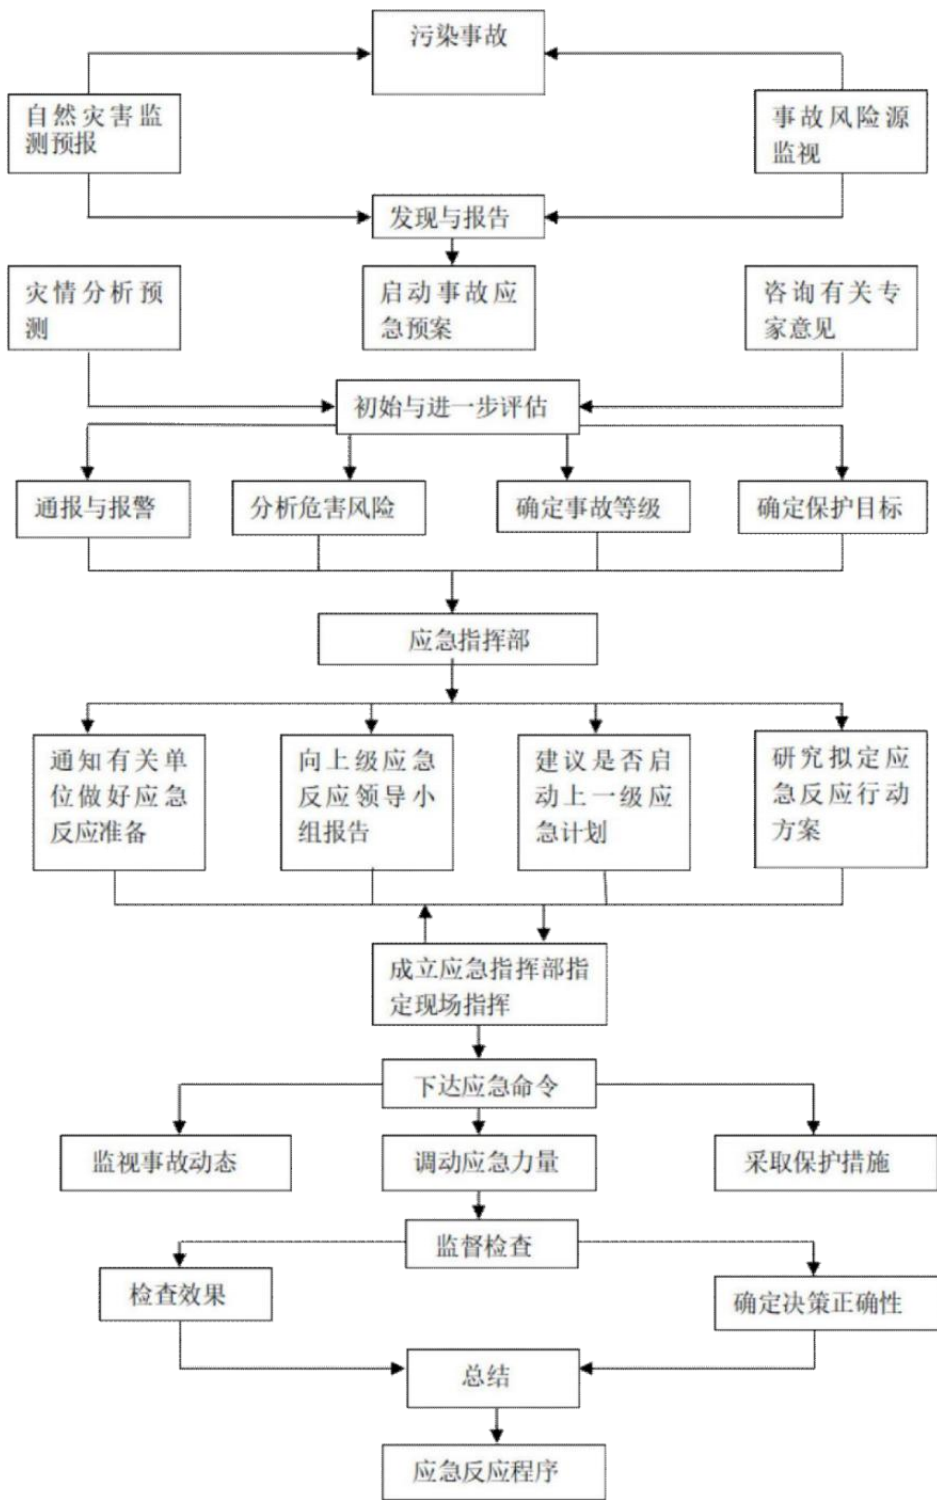 污染事故
自然灾害监
测预报
事故风险源
监视
发现与报告
灾情分析预
测
启动事故应
急预案
咨询有关专
家意见
初始与进一步评估
通报与报警
分析危害风险
确定事故等级
确定保护目标
应急指挥部
通知有关单
位做好应急
反应准备
向上级应急
反应领导小
组报告
建议是否启
动上一级应
急计划
研究拟定应
急反应行动
方案
成立应急指挥部指
定现场指挥
下达应急命令
监视事故动态
调动应急力量
采取保护措施
监督检查
检查效果
确定决策正确性
总结
应急反应程序